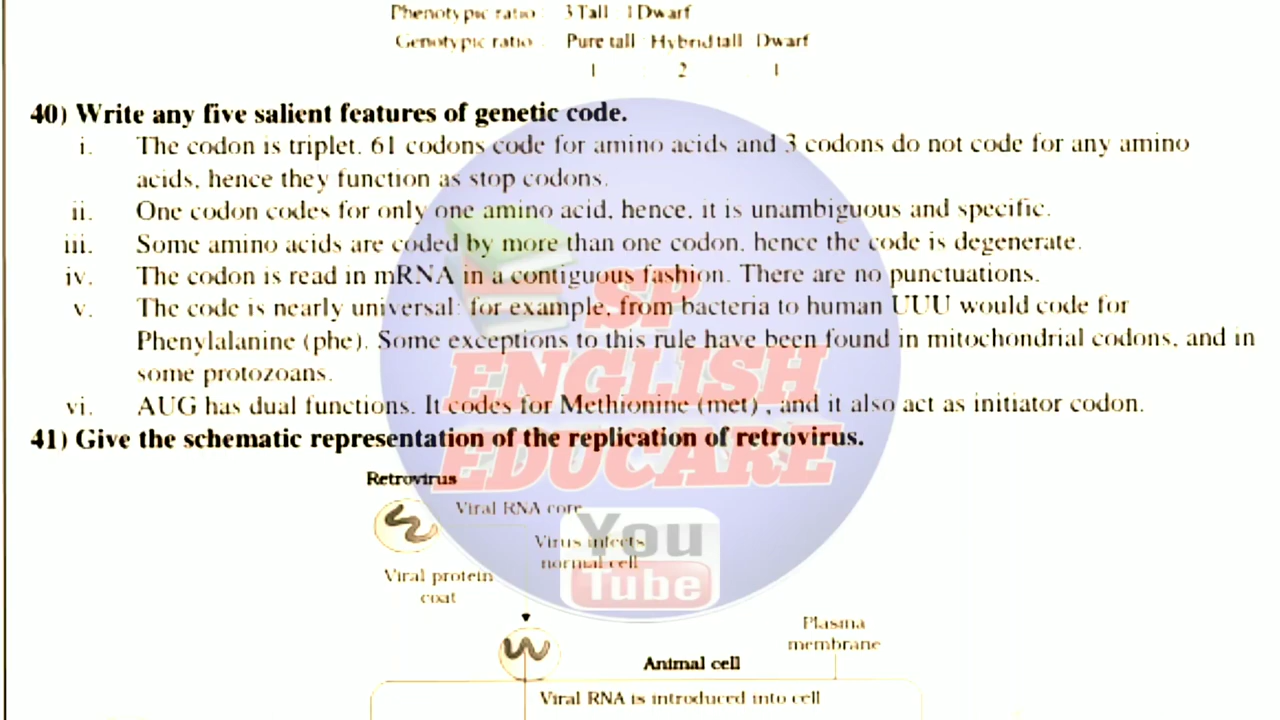 Phenotypic ratio : 3 Tall 1 Dwarf
Genotypic ratio : Pure tall Hybrid tall Dwarf
1 2 1
40) Write any five salient features of genetic code.
i. The codon is triplet. 61 codons code for amino acids and 3 codons do not code for any amino
acids, hence they function as stop codons.
ii. One codon codes for only one amino acid, hence, it is unambiguous and specific.
iii. Some amino acids are coded by more than one codon, hence the code is degenerate.
iv. The codon is read in mRNA in a contiguous fashion. There are no punctuations.
v. The code is nearly universal: for example, from bacteria to human UUU would code for
Phenylalanine (phe). Some exceptions to this rule have been found in mitochondrial codons, and in
some protozoans.
vi. AUG has dual functions. It codes for Methionine (met) , and it also act as initiator codon.
41) Give the schematic representation of the replication of retrovirus.
Retrovirus
Viral RNA core
Virus infects
normal cell
Viral protein
coat
Plasma
membrane
Animal cell
Viral RNA is introduced into cell
SP
ENGLISH
EDUCARE
You
Tube